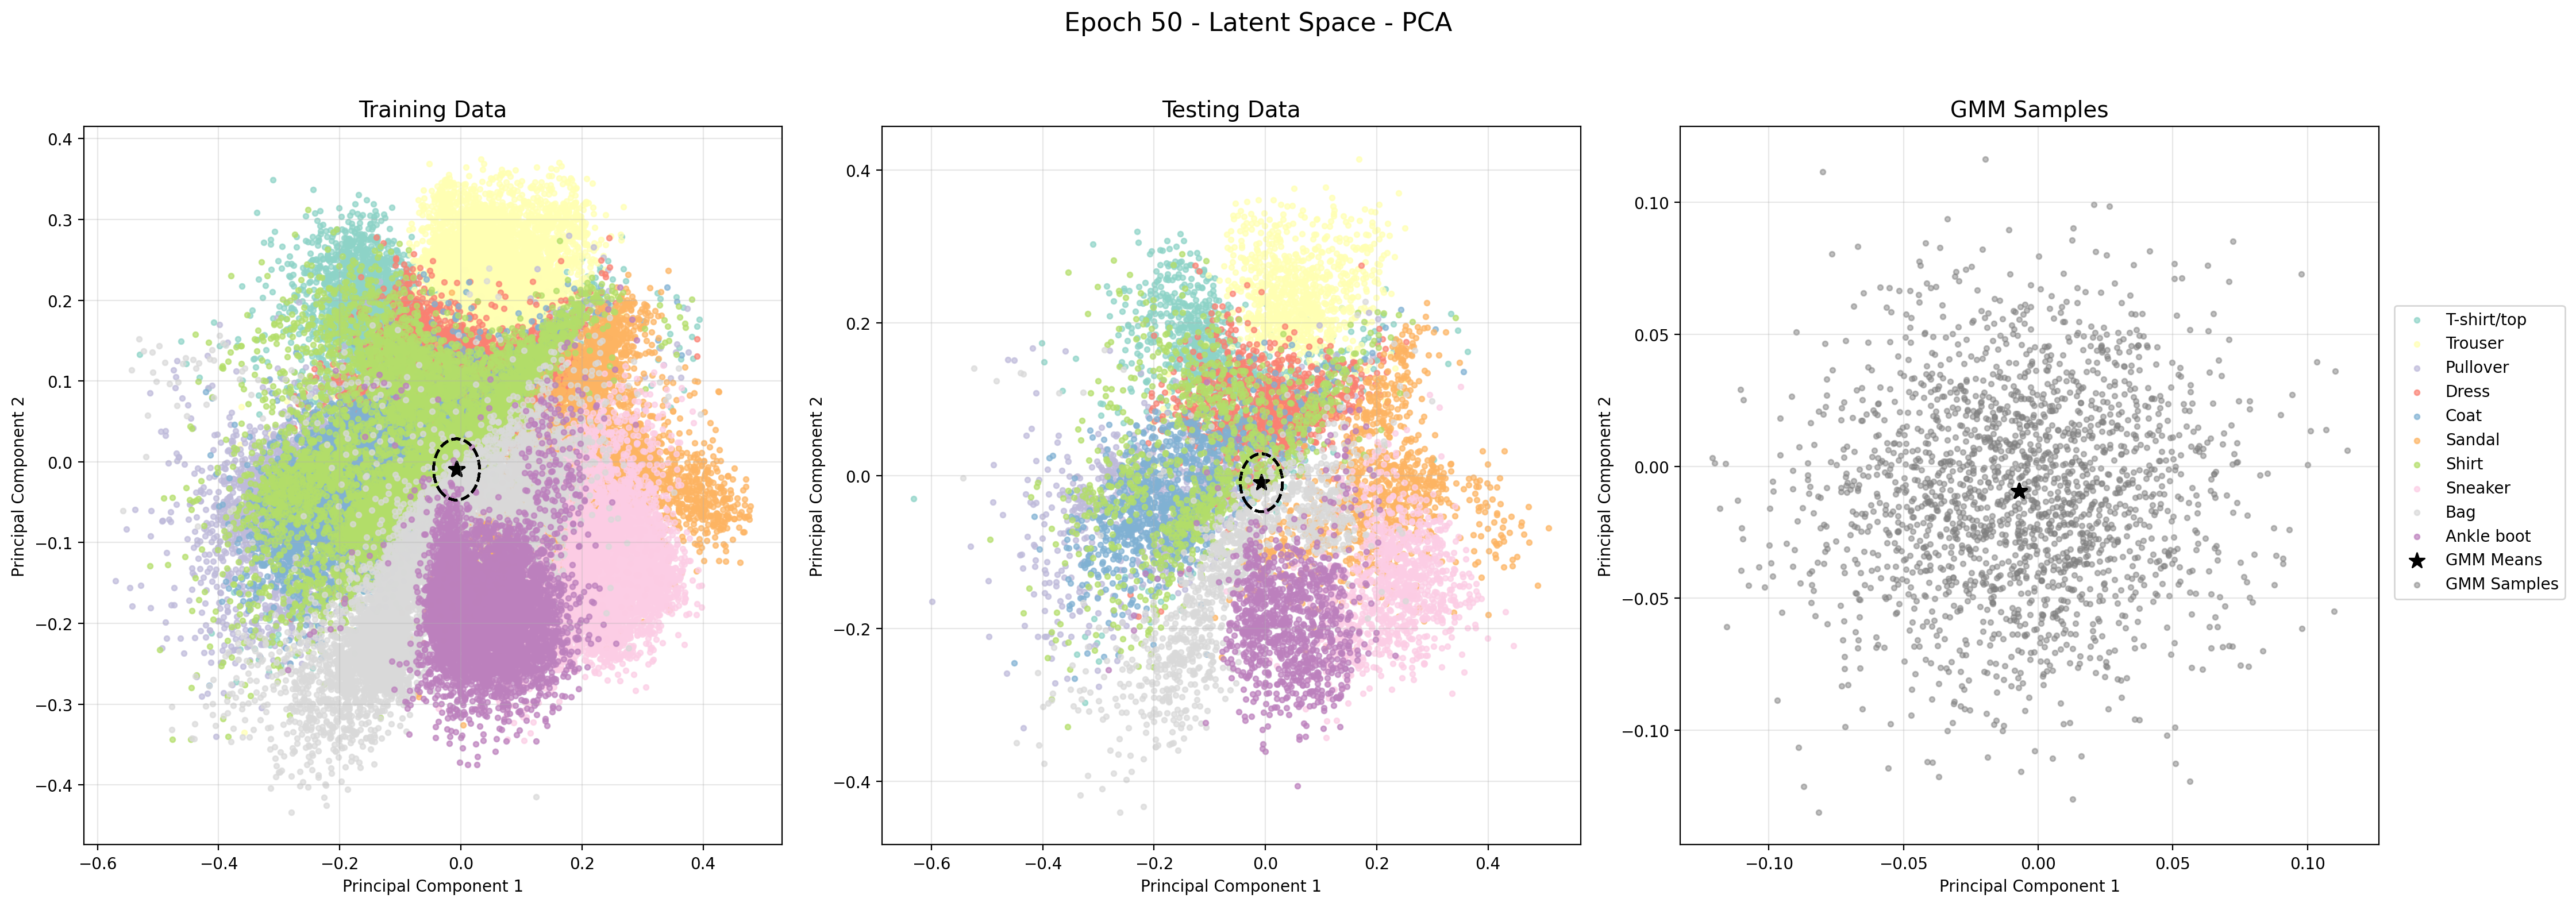 Epoch 50 - Latent Space - PCA
Training Data
Principal Component 2
0.4
0.3
0.2
0.1
0.0
−0.1
−0.2
−0.3
−0.4
−0.6
−0.4
−0.2
0.0
0.2
0.4
Principal Component 1
Testing Data
Principal Component 2
0.4
0.2
0.0
−0.2
−0.4
−0.6
−0.4
−0.2
0.0
0.2
0.4
Principal Component 1
GMM Samples
Principal Component 2
0.10
0.05
0.00
−0.05
−0.10
−0.10
−0.05
0.00
0.05
0.10
Principal Component 1
T-shirt/top
Trouser
Pullover
Dress
Coat
Sandal
Shirt
Sneaker
Bag
Ankle boot
GMM Means
GMM Samples